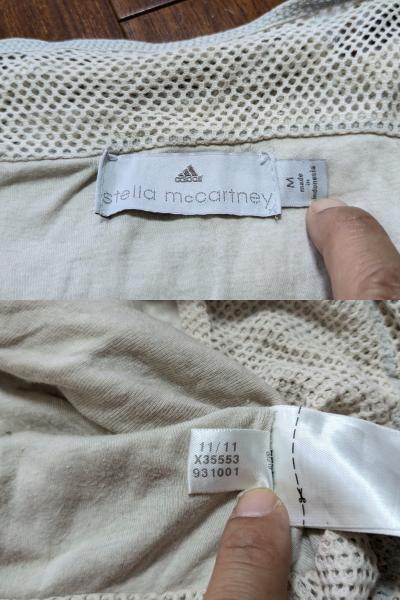 adidas
stella mccartney
M
made
in
Indonesia
11/11
X35553
931001